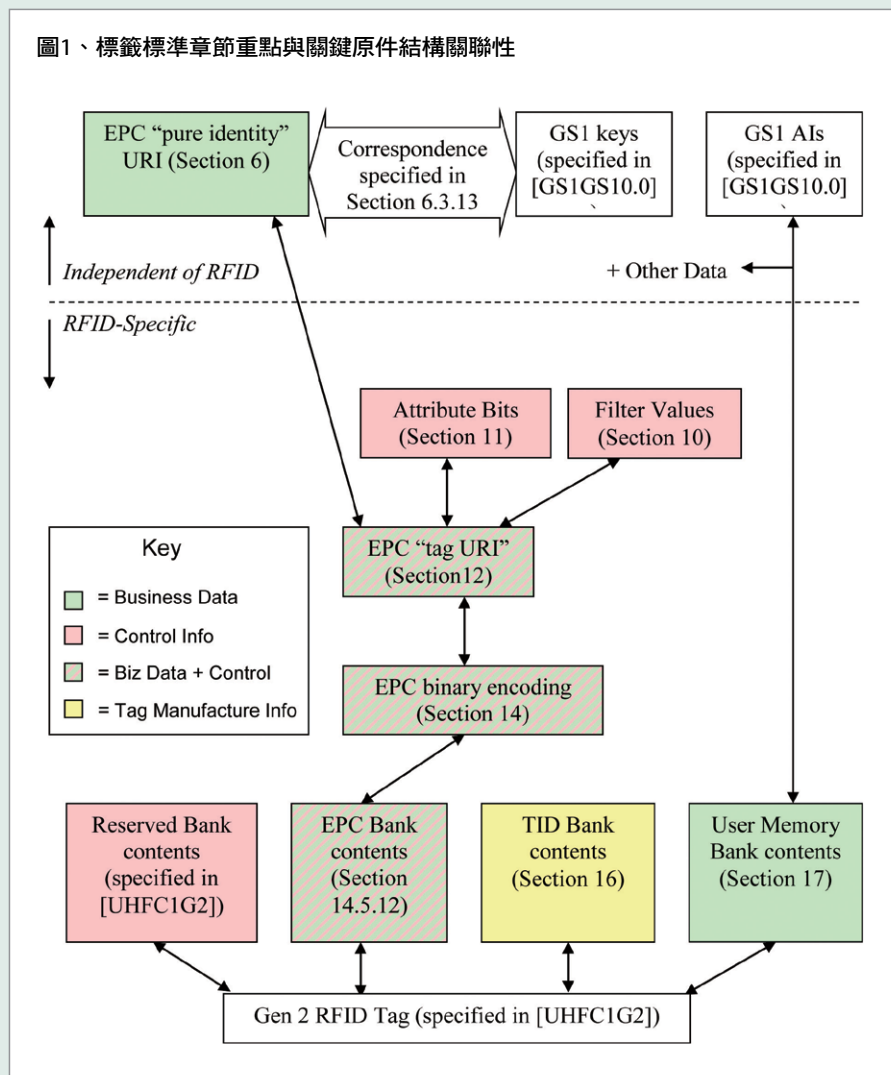 圖1、標籤標準章節重點與關鍵原件結構關聯性
EPC “pure identity”
URI (Section 6)
Correspondence
specified in
Section 6.3.13
GS1 keys
(specified in
[GS1GS10.0]
、
GS1 AIs
(specified in
[GS1GS10.0]
、
Independent of RFID
+ Other Data
RFID-Specific
Attribute Bits
(Section 11)
Filter Values
(Section 10)
EPC “tag URI”
(Section12)
Key
= Business Data
= Control Info
= Biz Data + Control
= Tag Manufacture Info
EPC binary encoding
(Section 14)
Reserved Bank
contents
(specified in
[UHFC1G2])
EPC Bank
contents
(Section
14.5.12)
TID Bank
contents
(Section 16)
User Memory
Bank contents
(Section 17)
Gen 2 RFID Tag (specified in [UHFC1G2])